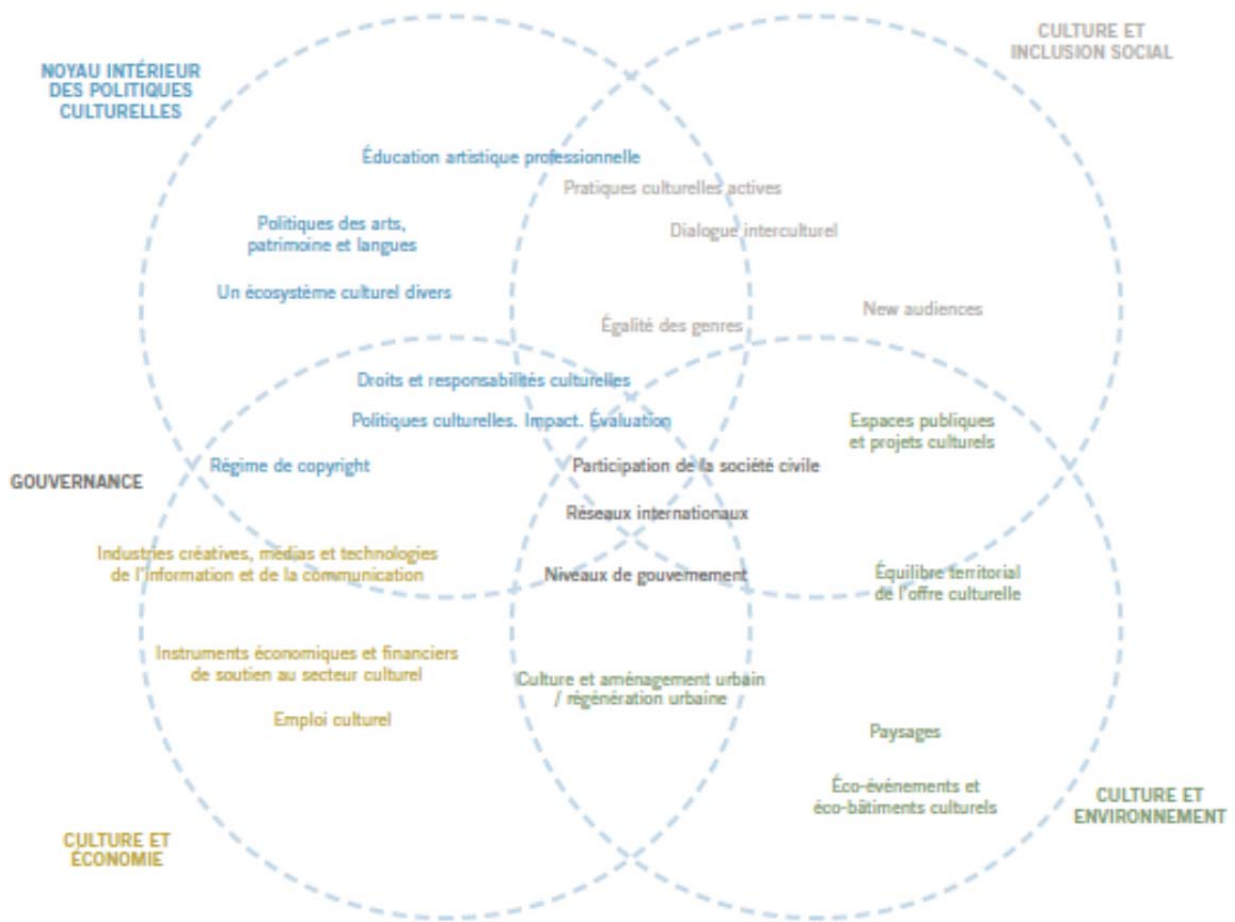 CULTURE ET
INCLUSION SOCIAL
NOYAU INTÉRIEUR
DES POLITIQUES
CULTURELLES
Éducation artistique professionnelle
Pratiques culturelles actives
Politiques des arts,
patrimoine et langues
Dialogue interculturel
Un écosystème culturel divers
New audiences
Égalité des genres
Droits et responsabilités culturelles
Politiques culturelles. Impact. Évaluation
Espaces publiques
et projets culturels
Régime de copyright
Participation de la société civile
GOUVERNANCE
Réseaux internationaux
Industries créatives, médias et technologies
de l'information et de la communication
Niveaux de gouvernement
Équilibre territorial
de l'offre culturelle
Instruments économiques et financiers
de soutien au secteur culturel
Culture et aménagement urbain
/ régénération urbaine
Emploi culturel
Paysages
Éco-événements et
éco-bâtiments culturels
CULTURE ET
ENVIRONNEMENT
CULTURE ET
ÉCONOMIE